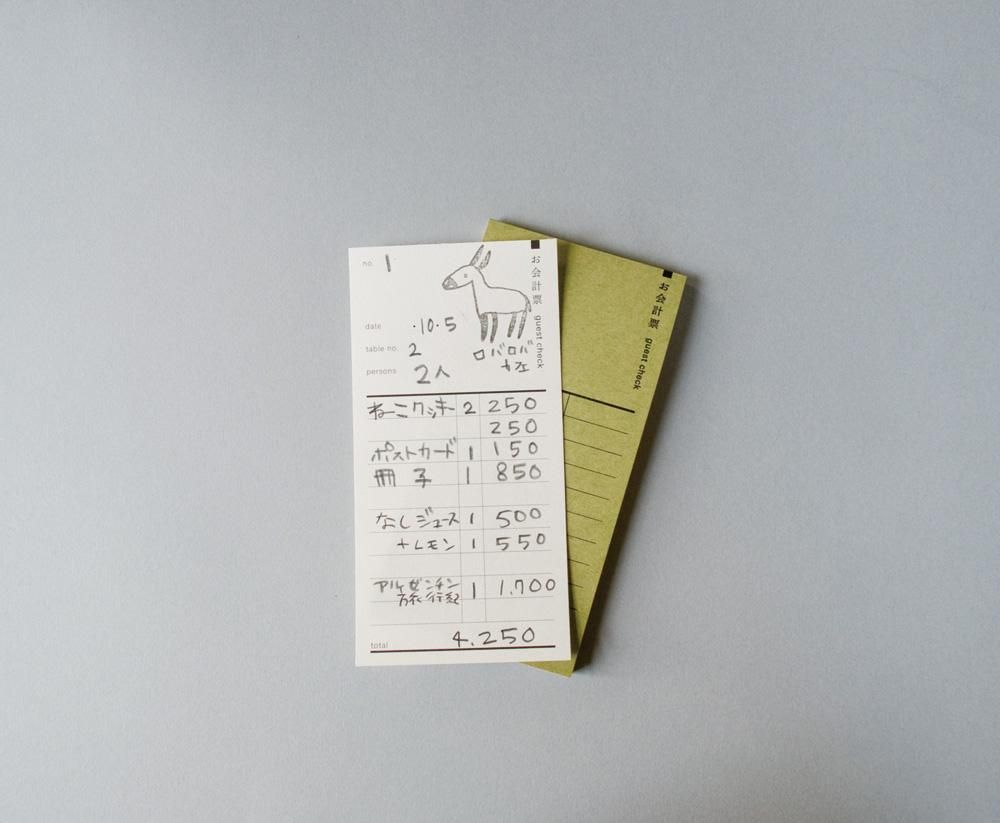 no. 1
お会計票 guest check
date ・10・5
table no. 2
persons 2人
ロバロバ
カフェ
ねこクッキー 2 250
250
ポストカード 1 150
冊子 1 850
なしジュース 1 500
+レモン 1 550
アルゼンチン 1 1.700
旅行記
total 4.250
お会計票 guest check